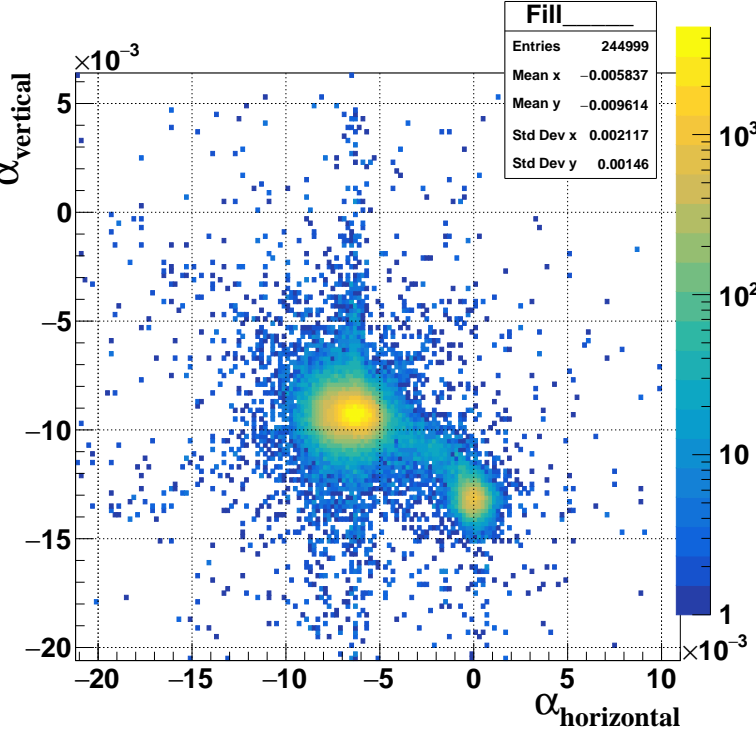 Fill_____
Entries 244999
Mean x −0.005837
Mean y −0.009614
Std Dev x 0.002117
Std Dev y 0.00146
×10⁻³
α_vertical
5
0
−5
−10
−15
−20
10³
10²
10
1
−20 −15 −10 −5 0 5 10
×10⁻³
α_horizontal